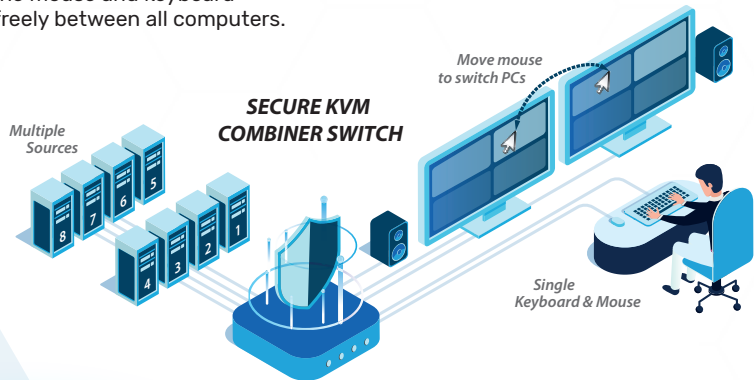 mouse and keyboard
freely between all computers.
Move mouse
to switch PCs
SECURE KVM
COMBINER SWITCH
Multiple
Sources
5
6
7
8
1
2
3
4
Single
Keyboard & Mouse